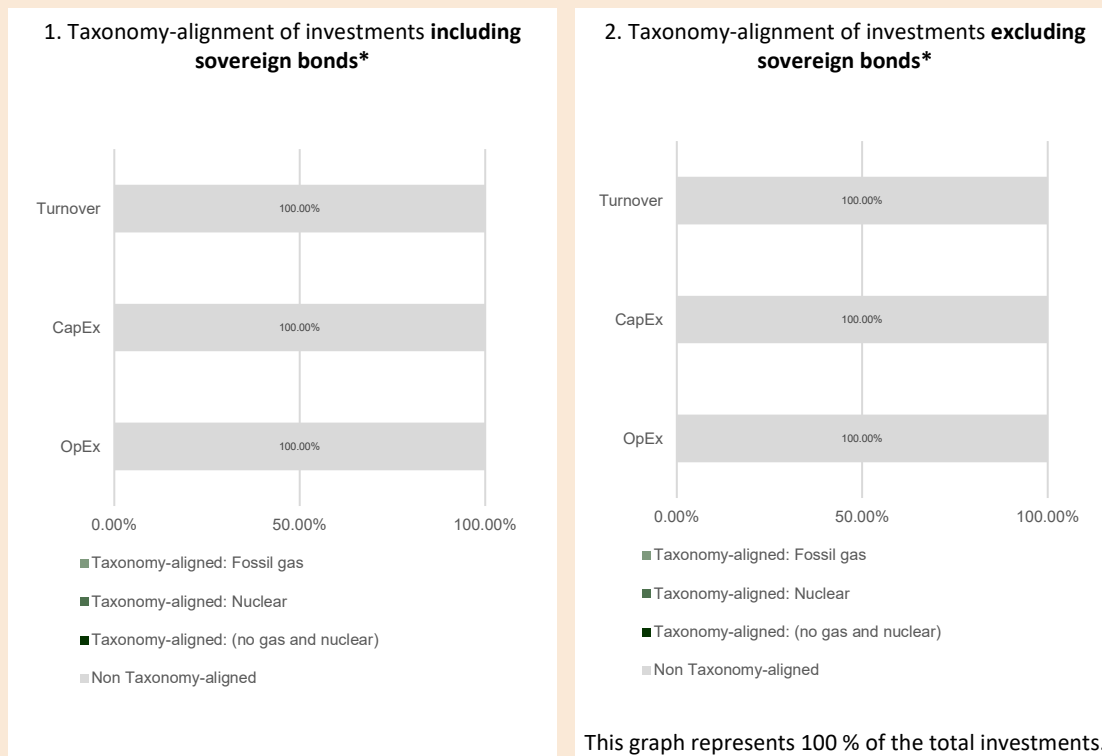 1. Taxonomy-alignment of investments including
sovereign bonds*
Turnover
100.00%
CapEx
100.00%
OpEx
100.00%
0.00%
50.00%
100.00%
Taxonomy-aligned: Fossil gas
Taxonomy-aligned: Nuclear
Taxonomy-aligned: (no gas and nuclear)
Non Taxonomy-aligned
2. Taxonomy-alignment of investments excluding
sovereign bonds*
Turnover
100.00%
CapEx
100.00%
OpEx
100.00%
0.00%
50.00%
100.00%
Taxonomy-aligned: Fossil gas
Taxonomy-aligned: Nuclear
Taxonomy-aligned: (no gas and nuclear)
Non Taxonomy-aligned
This graph represents 100 % of the total investments